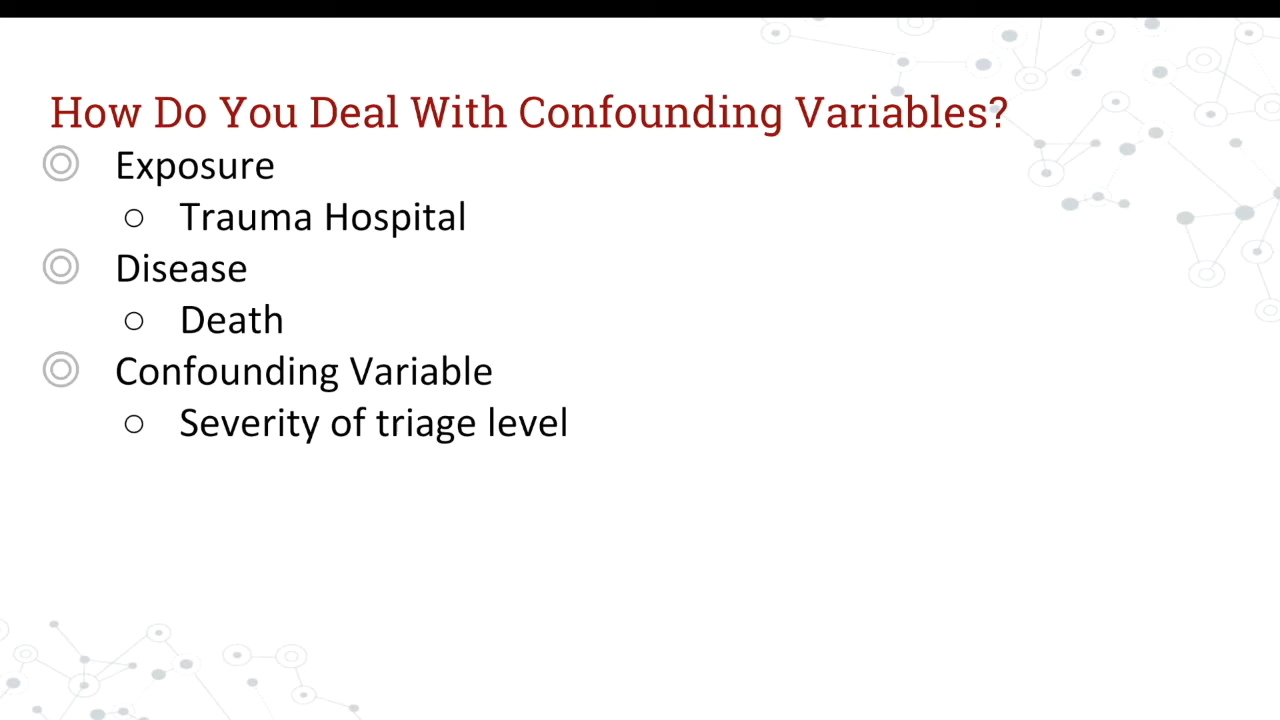 How Do You Deal With Confounding Variables?
Exposure
Trauma Hospital
Disease
Death
Confounding Variable
Severity of triage level